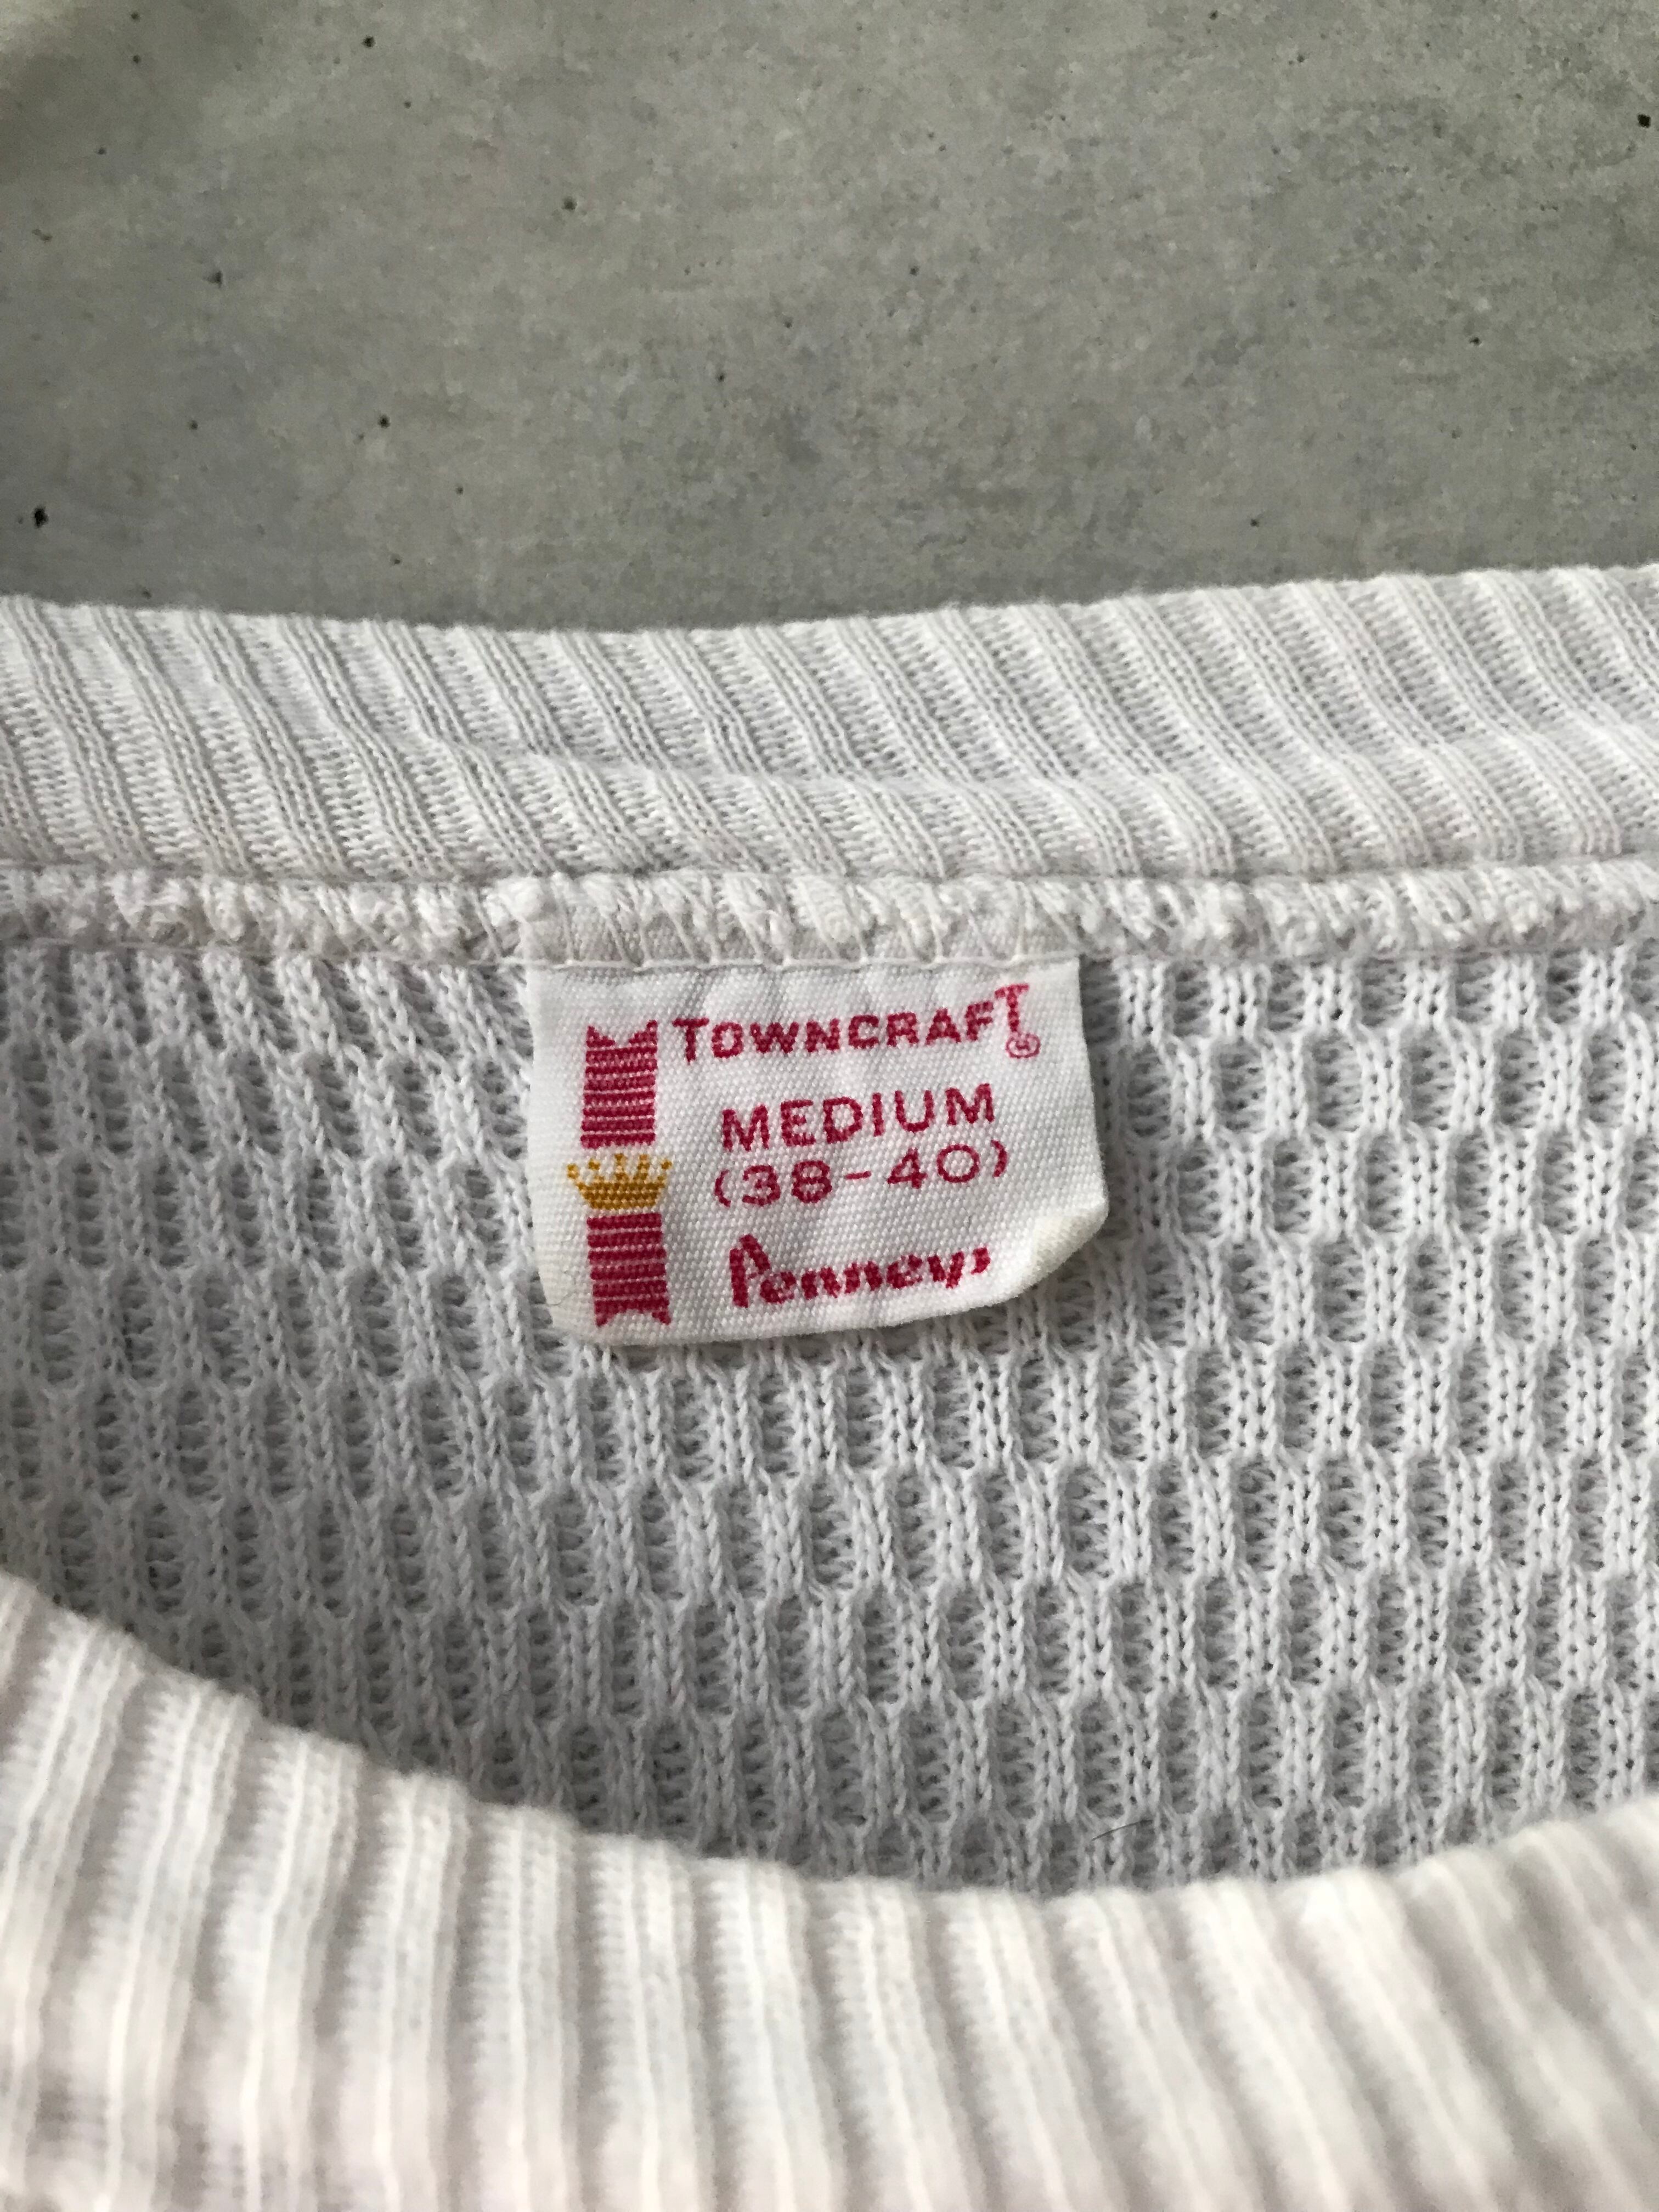 TOWNCRAFT®
MEDIUM
(38-40)
Penneys